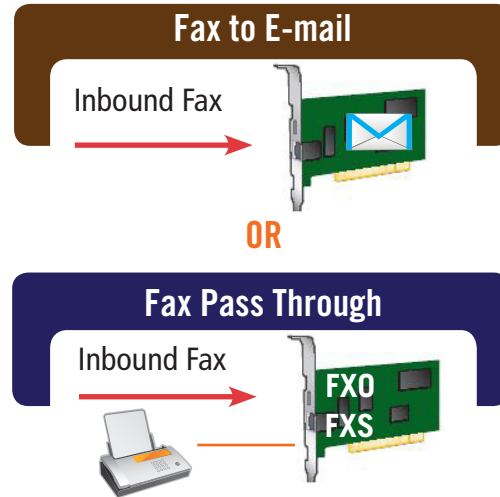 Fax to E-mail
Inbound Fax
OR
Fax Pass Through
Inbound Fax
FXO
FXS